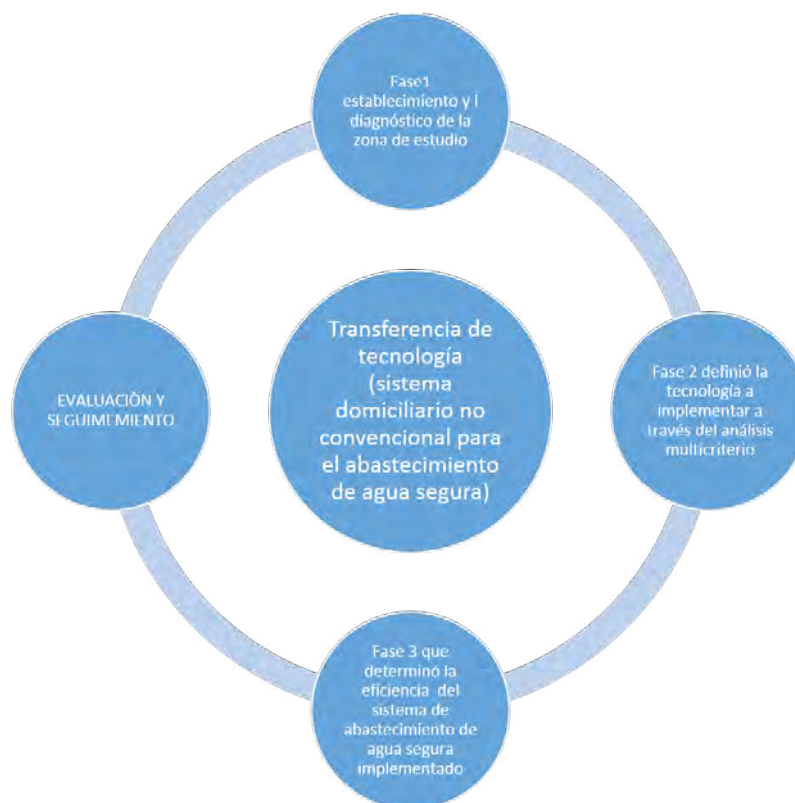 Fase1
establecimiento y l
diagnóstico de la
zona de estudio
Transferencia de
tecnología
(sistema
domiciliario no
convencional para
el abastecimiento
de agua segura)
EVALUACIÒN Y
SEGUIMIEMIENTO
Fase 2 definió la
tecnología a
implementar a
través del análisis
multicriterio
Fase 3 que
determinó la
eficiencia del
sistema de
abastecimiento de
agua segura
implementado